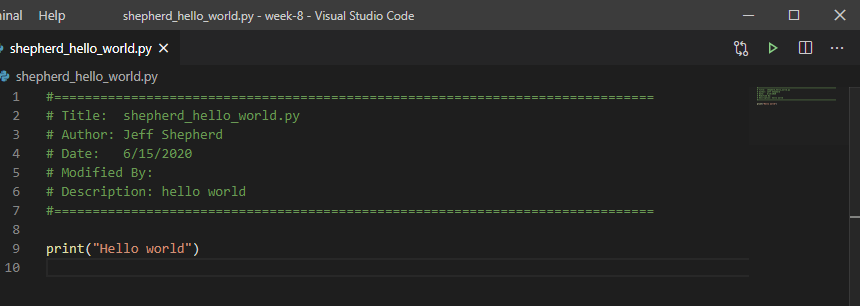 Help shepherd_hello_world.py - week-8 - Visual Studio Code
shepherd_hello_world.py
shepherd_hello_world.py
1 #==============================================================================
2 # Title:  shepherd_hello_world.py
3 # Author: Jeff Shepherd
4 # Date:   6/15/2020
5 # Modified By:
6 # Description: hello world
7 #==============================================================================
8
9 print("Hello world")
10